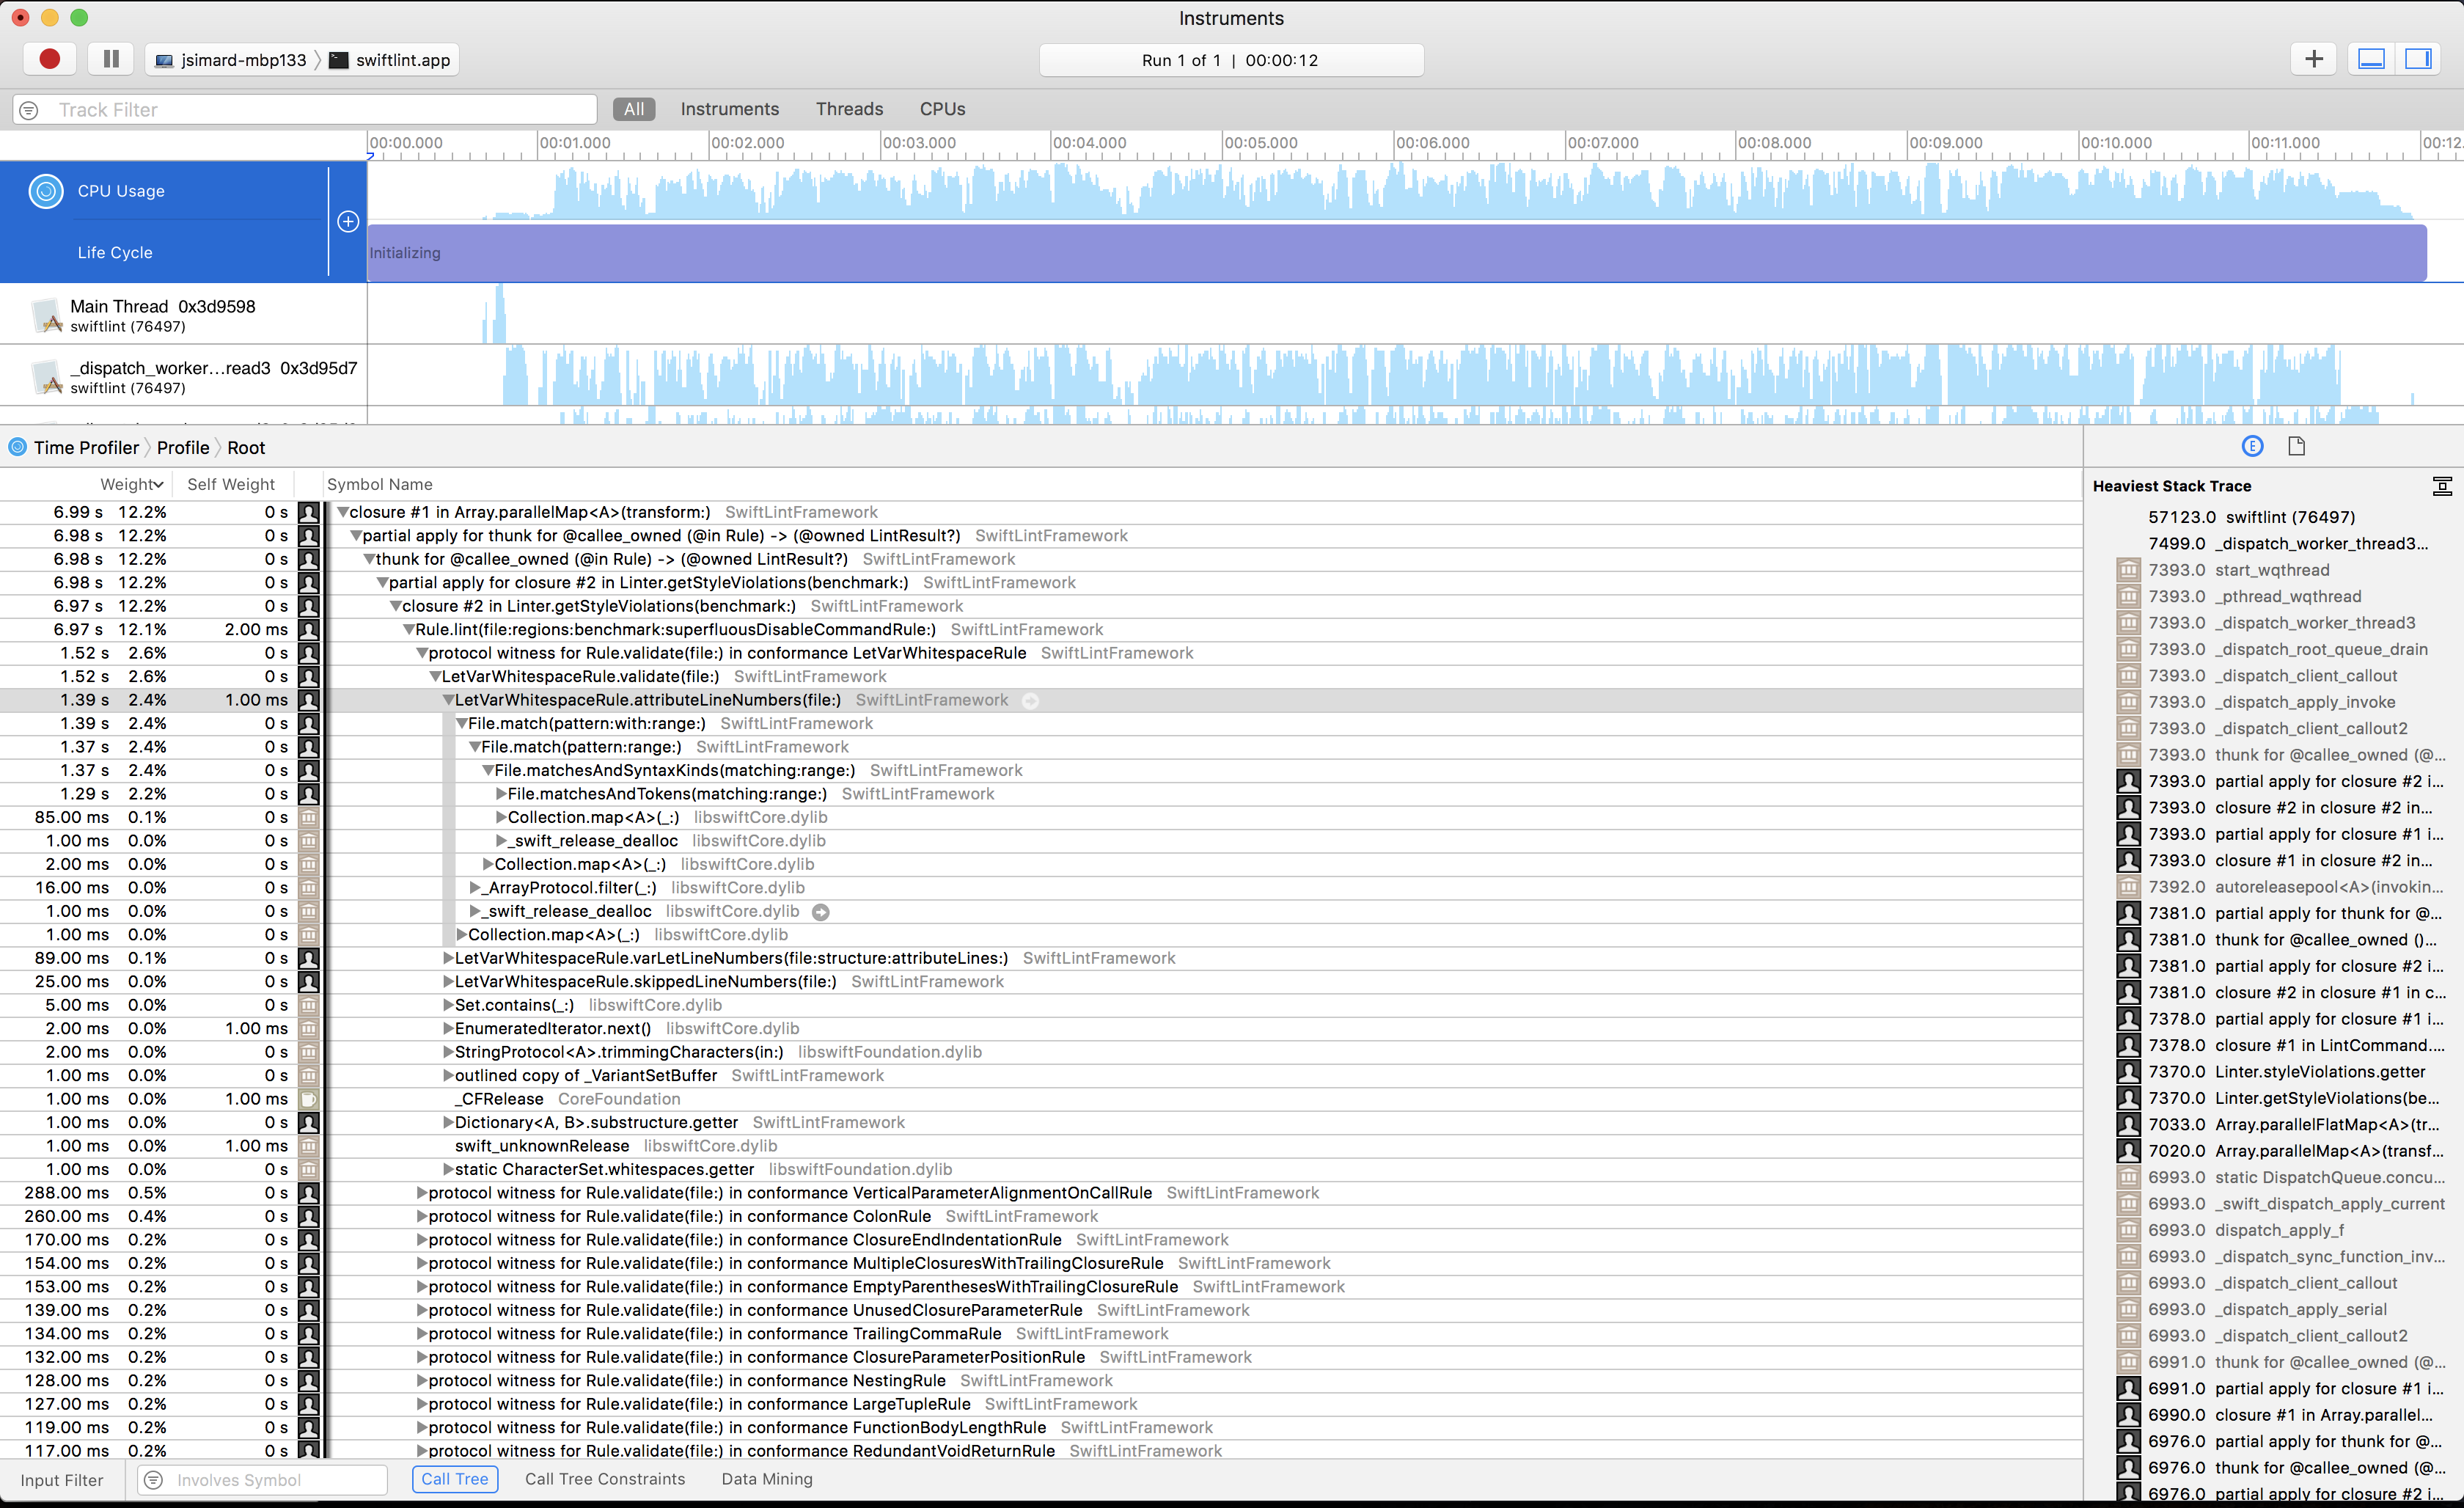 Instruments
jsimard-mbp133 swiftlint.app
Run 1 of 1 | 00:00:12
Track Filter All Instruments Threads CPUs
00:00.000 00:01.000 00:02.000 00:03.000 00:04.000 00:05.000 00:06.000 00:07.000 00:08.000 00:09.000 00:10.000 00:11.000 00:12.
CPU Usage
Life Cycle Initializing
Main Thread 0x3d9598
swiftlint (76497)
_dispatch_worker...read3 0x3d95d7
swiftlint (76497)
Time Profiler Profile Root
Weight Self Weight Symbol Name
6.99 s 12.2% 0 s closure #1 in Array.parallelMap<A>(transform:) SwiftLintFramework
6.98 s 12.2% 0 s partial apply for thunk for @callee_owned (@in Rule) -> (@owned LintResult?) SwiftLintFramework
6.98 s 12.2% 0 s thunk for @callee_owned (@in Rule) -> (@owned LintResult?) SwiftLintFramework
6.98 s 12.2% 0 s partial apply for closure #2 in Linter.getStyleViolations(benchmark:) SwiftLintFramework
6.97 s 12.2% 0 s closure #2 in Linter.getStyleViolations(benchmark:) SwiftLintFramework
6.97 s 12.1% 2.00 ms Rule.lint(file:regions:benchmark:superfluousDisableCommandRule:) SwiftLintFramework
1.52 s 2.6% 0 s protocol witness for Rule.validate(file:) in conformance LetVarWhitespaceRule SwiftLintFramework
1.52 s 2.6% 0 s LetVarWhitespaceRule.validate(file:) SwiftLintFramework
1.39 s 2.4% 1.00 ms LetVarWhitespaceRule.attributeLineNumbers(file:) SwiftLintFramework
1.39 s 2.4% 0 s File.match(pattern:with:range:) SwiftLintFramework
1.37 s 2.4% 0 s File.match(pattern:range:) SwiftLintFramework
1.37 s 2.4% 0 s File.matchesAndSyntaxKinds(matching:range:) SwiftLintFramework
1.29 s 2.2% 0 s File.matchesAndTokens(matching:range:) SwiftLintFramework
85.00 ms 0.1% 0 s Collection.map<A>(_:) libswiftCore.dylib
1.00 ms 0.0% 0 s _swift_release_dealloc libswiftCore.dylib
2.00 ms 0.0% 0 s Collection.map<A>(_:) libswiftCore.dylib
16.00 ms 0.0% 0 s _ArrayProtocol.filter(_:) libswiftCore.dylib
1.00 ms 0.0% 0 s _swift_release_dealloc libswiftCore.dylib
1.00 ms 0.0% 0 s Collection.map<A>(_:) libswiftCore.dylib
89.00 ms 0.1% 0 s LetVarWhitespaceRule.varLetLineNumbers(file:structure:attributeLines:) SwiftLintFramework
25.00 ms 0.0% 0 s LetVarWhitespaceRule.skippedLineNumbers(file:) SwiftLintFramework
5.00 ms 0.0% 0 s Set.contains(_:) libswiftCore.dylib
2.00 ms 0.0% 1.00 ms EnumeratedIterator.next() libswiftCore.dylib
2.00 ms 0.0% 0 s StringProtocol<A>.trimmingCharacters(in:) libswiftFoundation.dylib
1.00 ms 0.0% 0 s outlined copy of _VariantSetBuffer SwiftLintFramework
1.00 ms 0.0% 1.00 ms _CFRelease CoreFoundation
1.00 ms 0.0% 0 s Dictionary<A, B>.substructure.getter SwiftLintFramework
1.00 ms 0.0% 1.00 ms swift_unknownRelease libswiftCore.dylib
1.00 ms 0.0% 0 s static CharacterSet.whitespaces.getter libswiftFoundation.dylib
288.00 ms 0.5% 0 s protocol witness for Rule.validate(file:) in conformance VerticalParameterAlignmentOnCallRule SwiftLintFramework
260.00 ms 0.4% 0 s protocol witness for Rule.validate(file:) in conformance ColonRule SwiftLintFramework
170.00 ms 0.2% 0 s protocol witness for Rule.validate(file:) in conformance ClosureEndIndentationRule SwiftLintFramework
154.00 ms 0.2% 0 s protocol witness for Rule.validate(file:) in conformance MultipleClosuresWithTrailingClosureRule SwiftLintFramework
153.00 ms 0.2% 0 s protocol witness for Rule.validate(file:) in conformance EmptyParenthesesWithTrailingClosureRule SwiftLintFramework
139.00 ms 0.2% 0 s protocol witness for Rule.validate(file:) in conformance UnusedClosureParameterRule SwiftLintFramework
134.00 ms 0.2% 0 s protocol witness for Rule.validate(file:) in conformance TrailingCommaRule SwiftLintFramework
132.00 ms 0.2% 0 s protocol witness for Rule.validate(file:) in conformance ClosureParameterPositionRule SwiftLintFramework
128.00 ms 0.2% 0 s protocol witness for Rule.validate(file:) in conformance NestingRule SwiftLintFramework
127.00 ms 0.2% 0 s protocol witness for Rule.validate(file:) in conformance LargeTupleRule SwiftLintFramework
119.00 ms 0.2% 0 s protocol witness for Rule.validate(file:) in conformance FunctionBodyLengthRule SwiftLintFramework
117.00 ms 0.2% 0 s protocol witness for Rule.validate(file:) in conformance RedundantVoidReturnRule SwiftLintFramework
Input Filter Involves Symbol Call Tree Call Tree Constraints Data Mining
E
Heaviest Stack Trace
57123.0 swiftlint (76497)
7499.0 _dispatch_worker_thread3...
7393.0 start_wqthread
7393.0 _pthread_wqthread
7393.0 _dispatch_worker_thread3
7393.0 _dispatch_root_queue_drain
7393.0 _dispatch_client_callout
7393.0 _dispatch_apply_invoke
7393.0 _dispatch_client_callout2
7393.0 thunk for @callee_owned (@...
7393.0 partial apply for closure #2 i...
7393.0 closure #2 in closure #2 in...
7393.0 partial apply for closure #1 i...
7393.0 closure #1 in closure #2 in...
7392.0 autoreleasepool<A>(invokin...
7381.0 partial apply for thunk for @...
7381.0 thunk for @callee_owned ()...
7381.0 partial apply for closure #2 i...
7381.0 closure #2 in closure #1 in c...
7378.0 partial apply for closure #1 i...
7378.0 closure #1 in LintCommand....
7370.0 Linter.styleViolations.getter
7370.0 Linter.getStyleViolations(be...
7033.0 Array.parallelFlatMap<A>(tr...
7020.0 Array.parallelMap<A>(transf...
6993.0 static DispatchQueue.concu...
6993.0 _swift_dispatch_apply_current
6993.0 dispatch_apply_f
6993.0 _dispatch_sync_function_inv...
6993.0 _dispatch_client_callout
6993.0 _dispatch_apply_serial
6993.0 _dispatch_client_callout2
6991.0 thunk for @callee_owned (@...
6991.0 partial apply for closure #1 i...
6990.0 closure #1 in Array.parallel...
6976.0 partial apply for thunk for @...
6976.0 thunk for @callee_owned (@...
6976.0 partial apply for closure #2 i...